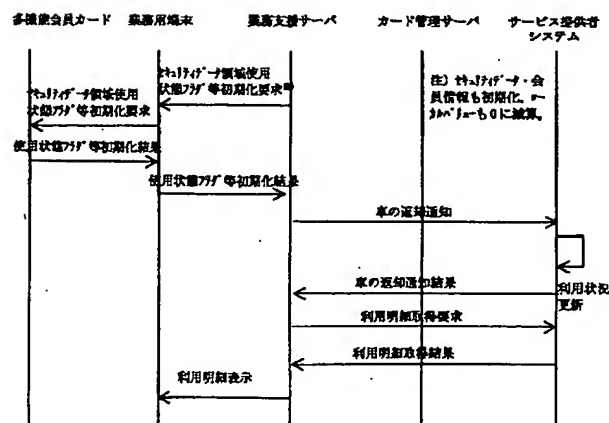 多機能会員カード
業務用端末
業務支援サーバ
カード管理サーバ
サービス提供者
システム
セキュリティデータ領域使用
状態フラグ等初期化要求
注）セキュリティデータ・会
員情報も初期化。ロー
カルバリューも0に減算。
セキュリティデータ領域使用
状態フラグ等初期化要求
使用状態フラグ等初期化結果
使用状態フラグ等初期化結果
車の返却通知
車の返却通知結果
利用状況
更新
利用明細取得要求
利用明細取得結果
利用明細表示